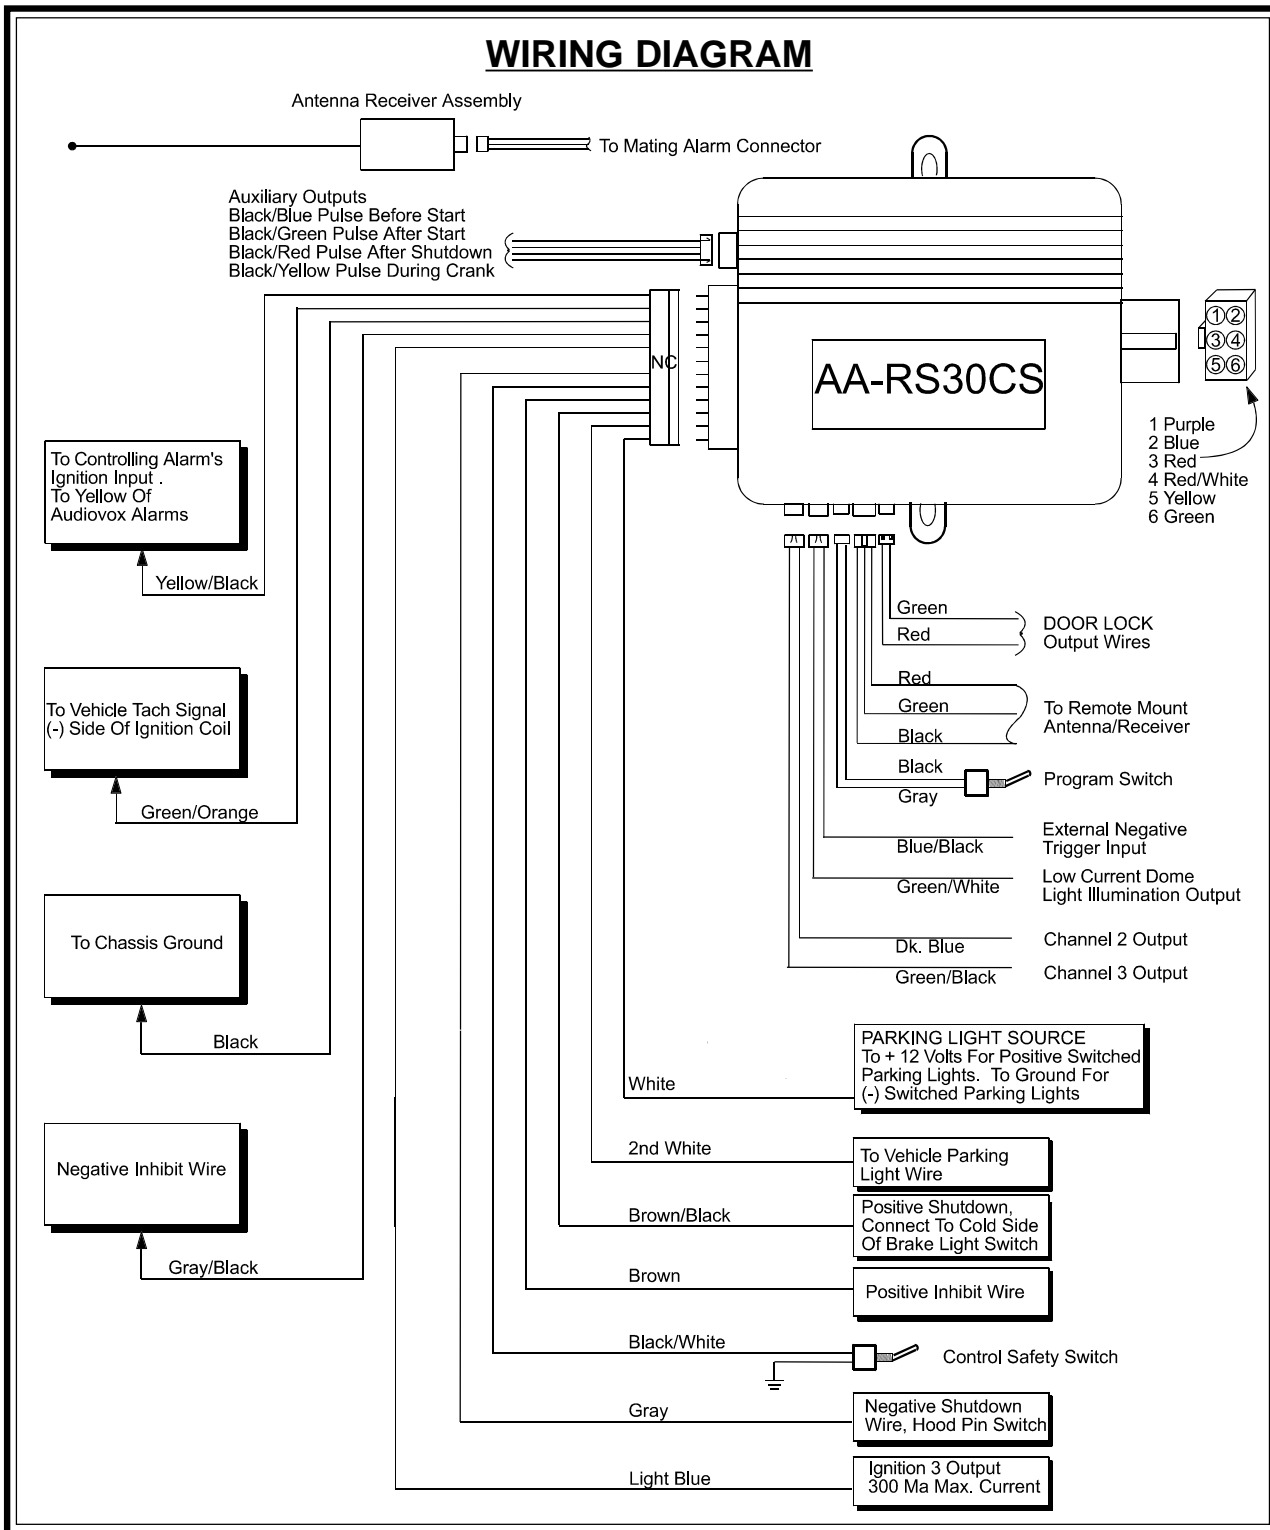 WIRING DIAGRAM
Antenna Receiver Assembly
To Mating Alarm Connector
Auxiliary Outputs
Black/Blue Pulse Before Start
Black/Green Pulse After Start
Black/Red Pulse After Shutdown
Black/Yellow Pulse During Crank
NC
AA-RS30CS
1 2
3 4
5 6
1 Purple
2 Blue
3 Red
4 Red/White
5 Yellow
6 Green
To Controlling Alarm's
Ignition Input .
To Yellow Of
Audiovox Alarms
Yellow/Black
To Vehicle Tach Signal
(-) Side Of Ignition Coil
Green/Orange
To Chassis Ground
Black
Negative Inhibit Wire
Gray/Black
Green
Red
DOOR LOCK
Output Wires
Red
Green
Black
To Remote Mount
Antenna/Receiver
Black
Gray
Program Switch
Blue/Black
External Negative
Trigger Input
Green/White
Low Current Dome
Light Illumination Output
Dk. Blue
Channel 2 Output
Green/Black
Channel 3 Output
White
PARKING LIGHT SOURCE
To + 12 Volts For Positive Switched
Parking Lights. To Ground For
(-) Switched Parking Lights
2nd White
To Vehicle Parking
Light Wire
Brown/Black
Positive Shutdown,
Connect To Cold Side
Of Brake Light Switch
Brown
Positive Inhibit Wire
Black/White
Control Safety Switch
Gray
Negative Shutdown
Wire, Hood Pin Switch
Light Blue
Ignition 3 Output
300 Ma Max. Current